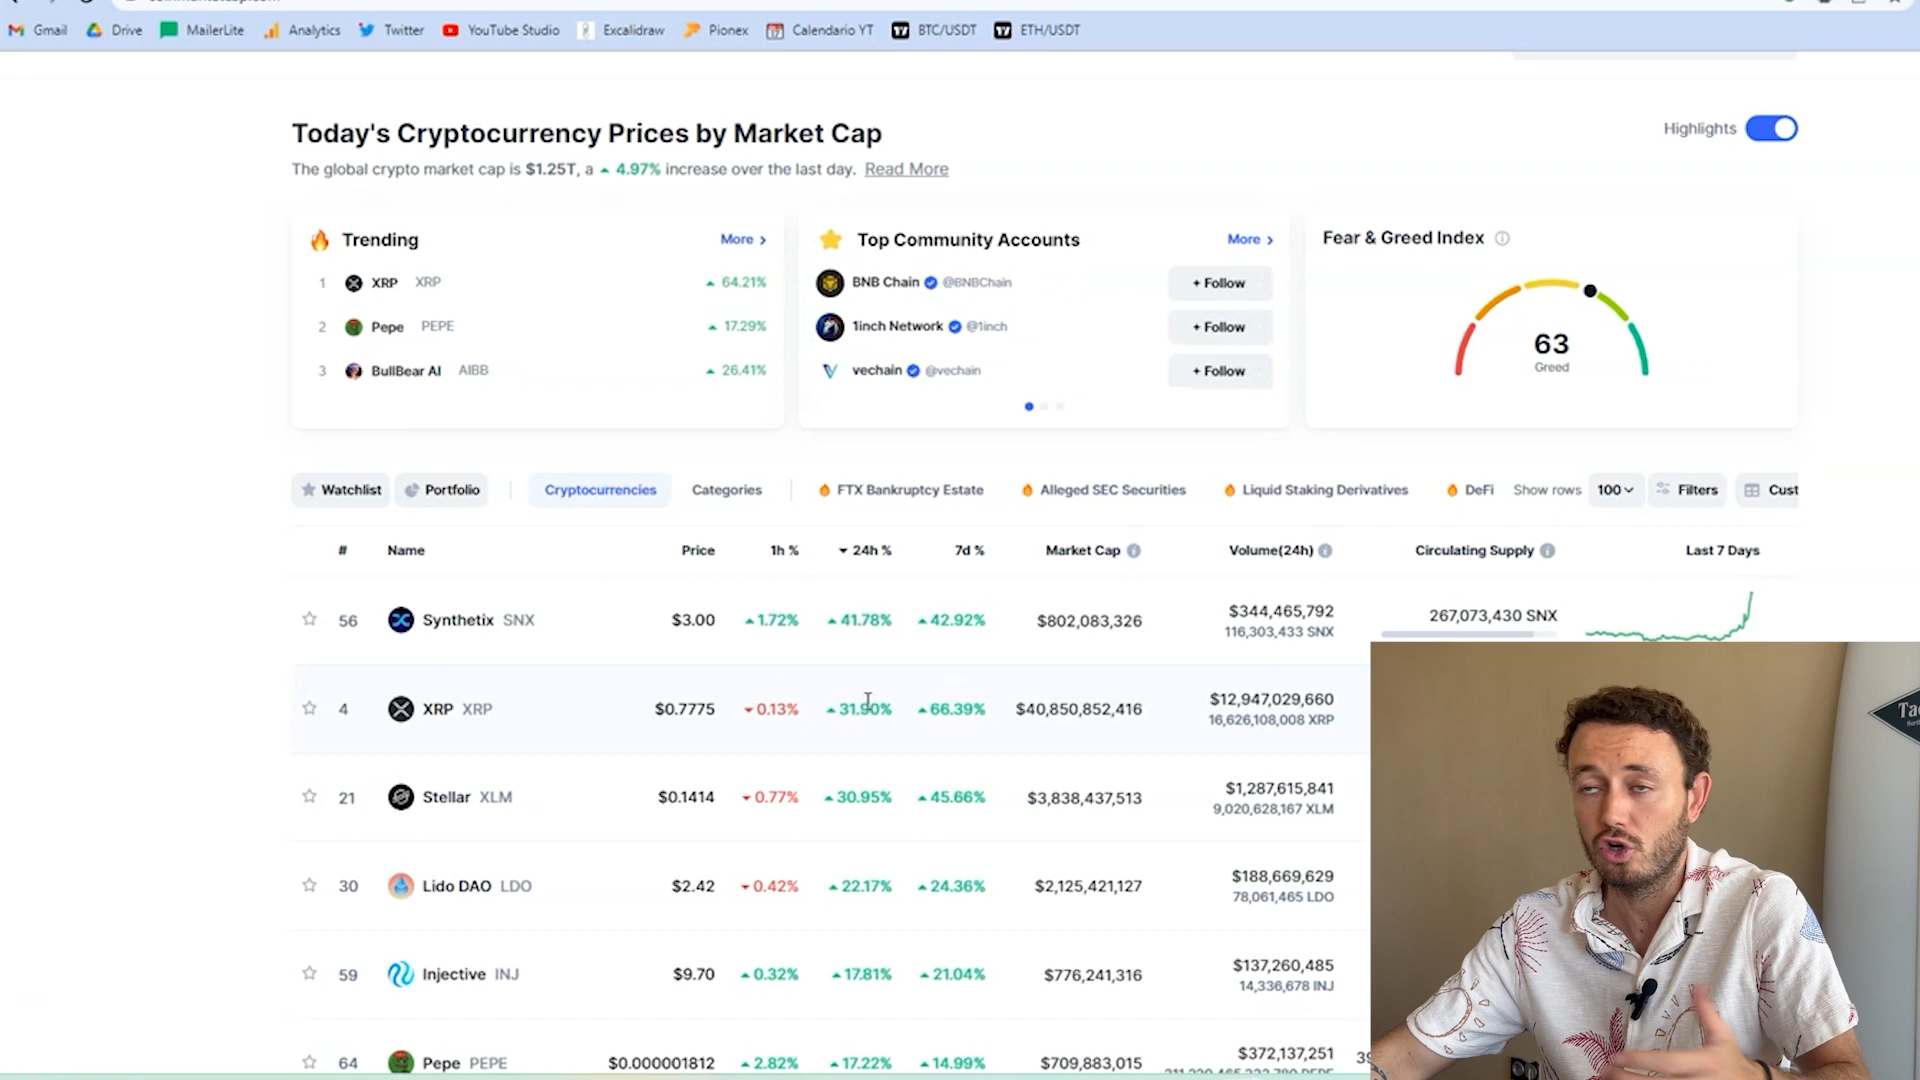 Gmail Drive MailerLite Analytics Twitter YouTube Studio Excalidraw Pionex Calendario YT BTC/USDT ETH/USDT
Today's Cryptocurrency Prices by Market Cap
Highlights
The global crypto market cap is $1.25T, a 4.97% increase over the last day. Read More
Trending More
1 XRP XRP 64.21%
2 Pepe PEPE 17.29%
3 BullBear AI AIBB 26.41%
Top Community Accounts More
BNB Chain @BNBChain + Follow
1inch Network @1inch + Follow
vechain @vechain + Follow
Fear & Greed Index
63
Greed
Watchlist Portfolio Cryptocurrencies Categories FTX Bankruptcy Estate Alleged SEC Securities Liquid Staking Derivatives DeFi Show rows 100 Filters Cust
# Name Price 1h % 24h % 7d % Market Cap Volume(24h) Circulating Supply Last 7 Days
56 Synthetix SNX $3.00 1.72% 41.78% 42.92% $802,083,326 $344,465,792 267,073,430 SNX
116,303,433 SNX
4 XRP XRP $0.7775 0.13% 31.90% 66.39% $40,850,852,416 $12,947,029,660
16,626,108,008 XRP
21 Stellar XLM $0.1414 0.77% 30.95% 45.66% $3,838,437,513 $1,287,615,841
9,020,628,167 XLM
30 Lido DAO LDO $2.42 0.42% 22.17% 24.36% $2,125,421,127 $188,669,629
78,061,465 LDO
59 Injective INJ $9.70 0.32% 17.81% 21.04% $776,241,316 $137,260,485
14,336,678 INJ
64 Pepe PEPE $0.000001812 2.82% 17.22% 14.99% $709,883,015 $372,137,251